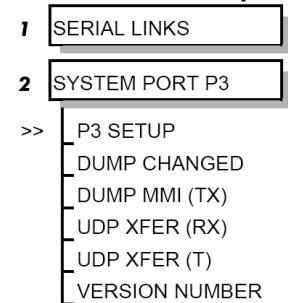 1 SERIAL LINKS
2 SYSTEM PORT P3
>> P3 SETUP
DUMP CHANGED
DUMP MMI (TX)
UDP XFER (RX)
UDP XFER (T)
VERSION NUMBER